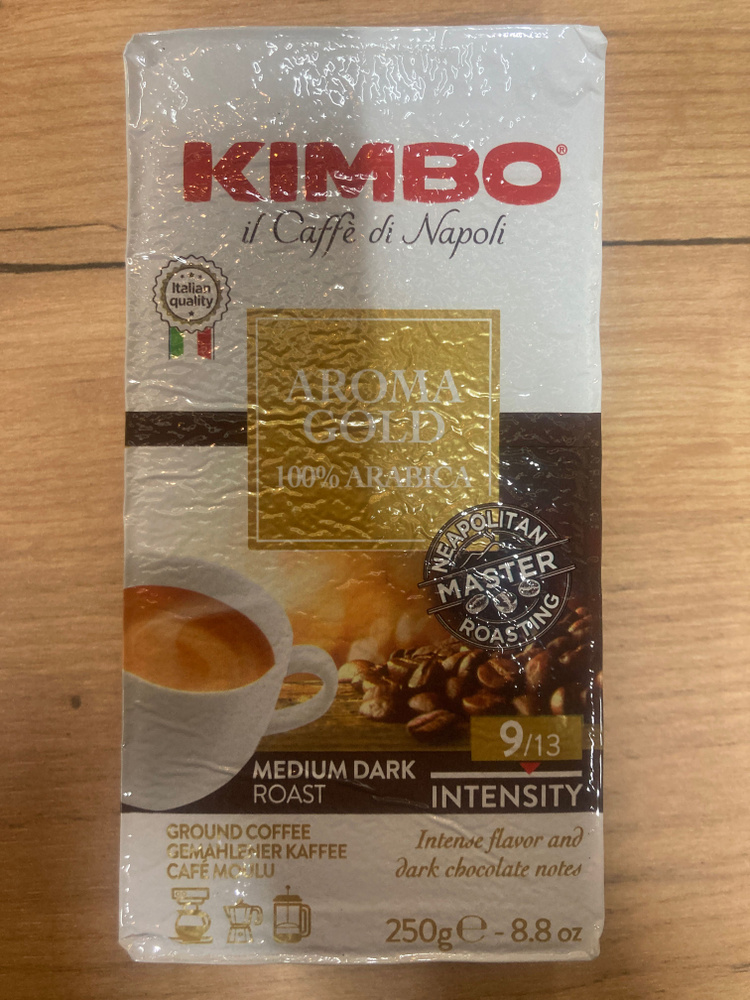 KIMBO®
il Caffè di Napoli
Italian
quality
AROMA
GOLD
100% ARABICA
NEAPOLITAN
MASTER
ROASTING
9/13
MEDIUM DARK
ROAST
INTENSITY
GROUND COFFEE
GEMAHLENER KAFFEE
CAFÉ MOULU
Intense flavor and
dark chocolate notes
250g ℮ - 8.8 oz